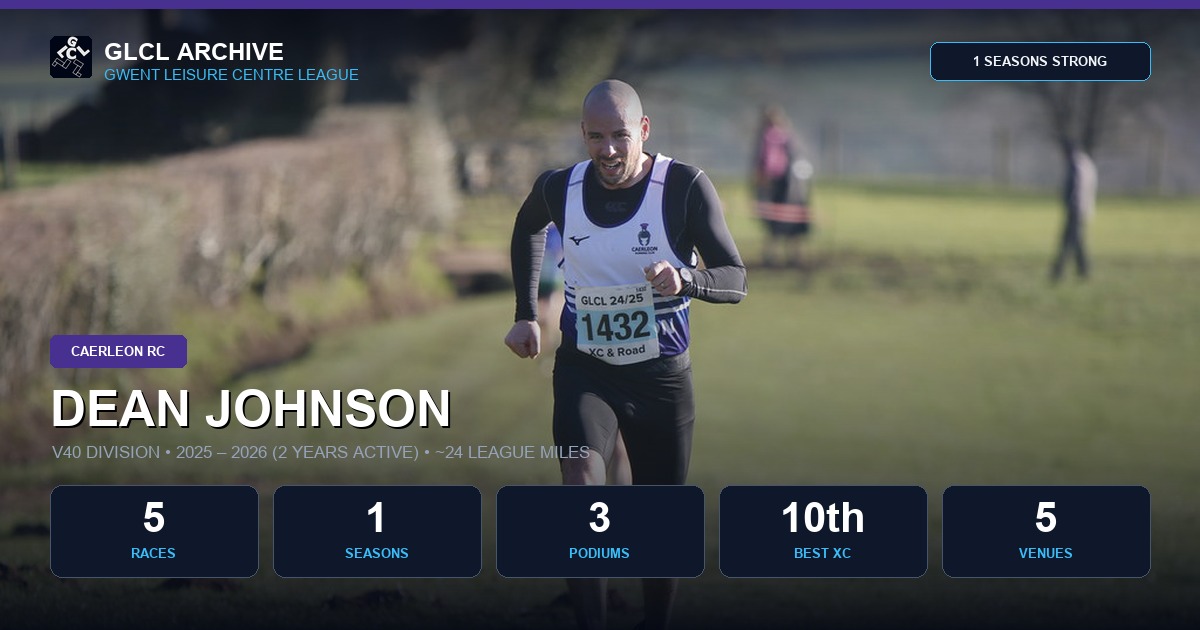 GLCL ARCHIVE
GWENT LEISURE CENTRE LEAGUE
1 SEASONS STRONG
CAERLEON
GLCL 24/25
1432
XC & Road
CAERLEON RC
DEAN JOHNSON
V40 DIVISION • 2025 – 2026 (2 YEARS ACTIVE) • ~24 LEAGUE MILES
5
RACES
1
SEASONS
3
PODIUMS
10th
BEST XC
5
VENUES